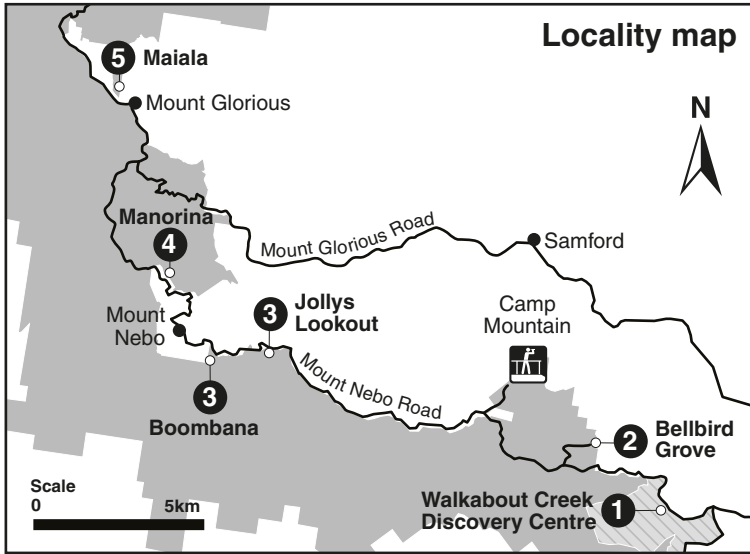 Locality map
5 Maiala
Mount Glorious
N
Manorina
4
Mount Glorious Road
Samford
Mount
Nebo
3
Jollys
Lookout
Camp
Mountain
Mount Nebo Road
3
Boombana
2
Bellbird
Grove
Scale
0 5km
Walkabout Creek
Discovery Centre
1